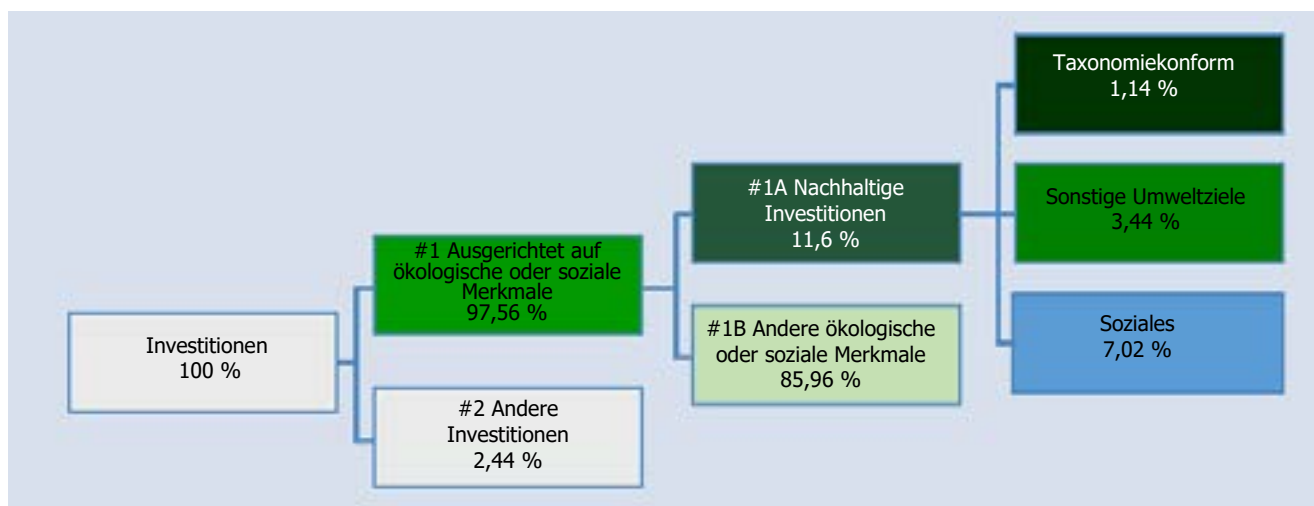 Investitionen
100 %
#1 Ausgerichtet auf
ökologische oder soziale
Merkmale
97,56 %
#2 Andere
Investitionen
2,44 %
#1A Nachhaltige
Investitionen
11,6 %
#1B Andere ökologische
oder soziale Merkmale
85,96 %
Taxonomiekonform
1,14 %
Sonstige Umweltziele
3,44 %
Soziales
7,02 %